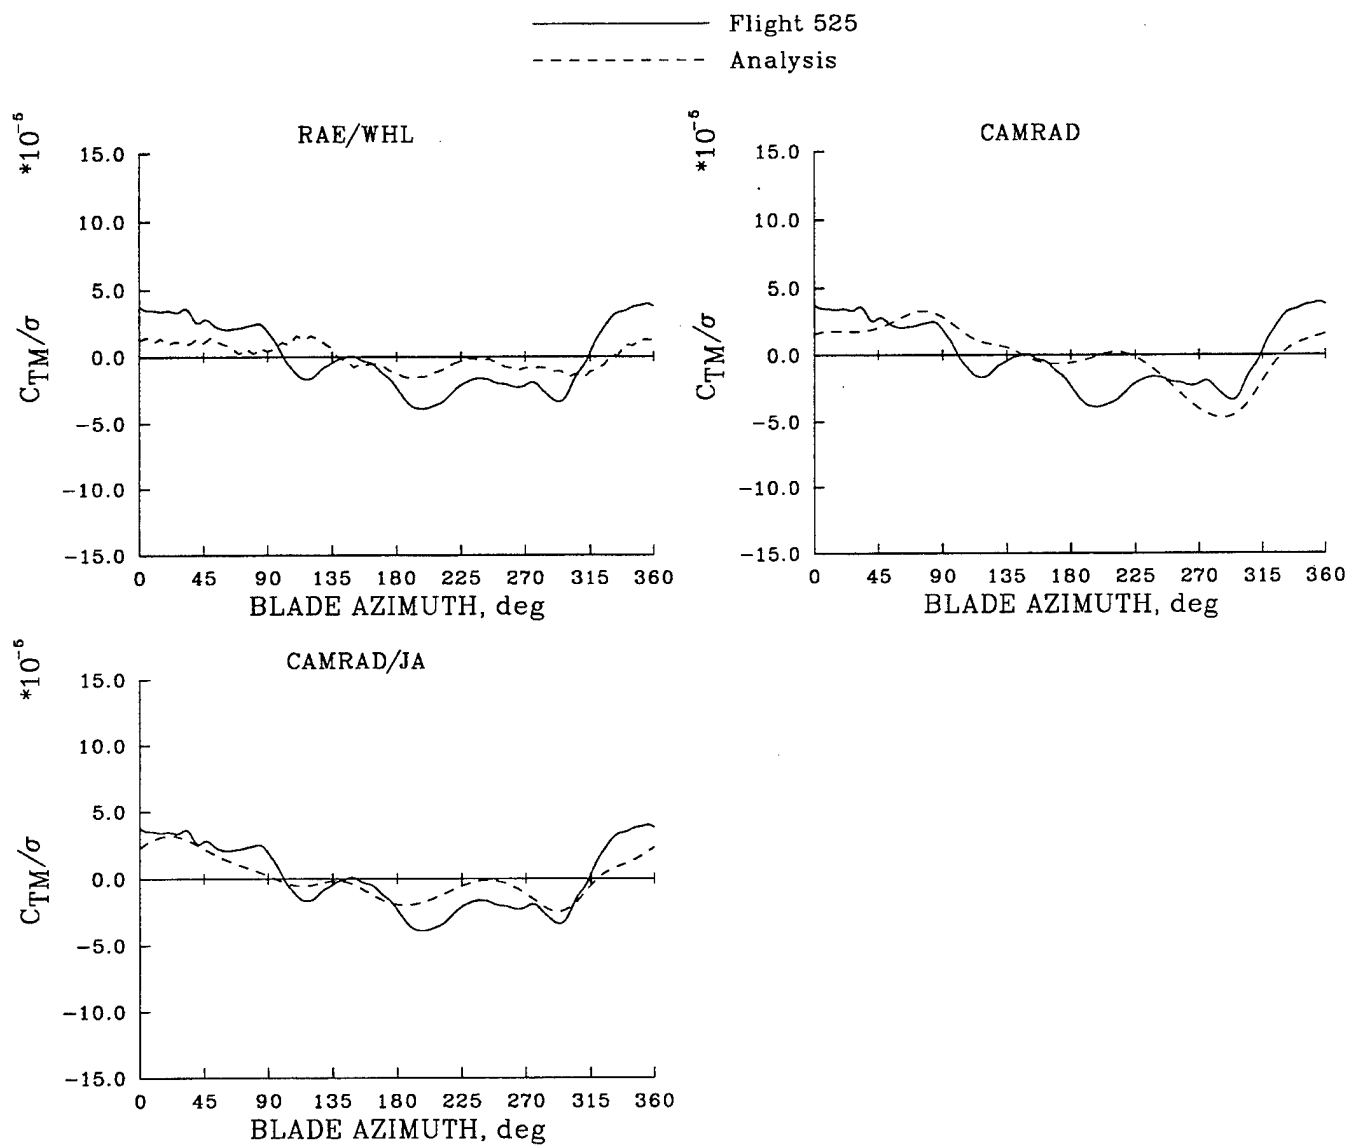 Flight 525
Analysis
RAE/WHL
*10⁻⁵
15.0
10.0
5.0
0.0
−5.0
−10.0
−15.0
C_TM/σ
0 45 90 135 180 225 270 315 360
BLADE AZIMUTH, deg
CAMRAD
*10⁻⁵
15.0
10.0
5.0
0.0
−5.0
−10.0
−15.0
C_TM/σ
0 45 90 135 180 225 270 315 360
BLADE AZIMUTH, deg
CAMRAD/JA
*10⁻⁵
15.0
10.0
5.0
0.0
−5.0
−10.0
−15.0
C_TM/σ
0 45 90 135 180 225 270 315 360
BLADE AZIMUTH, deg